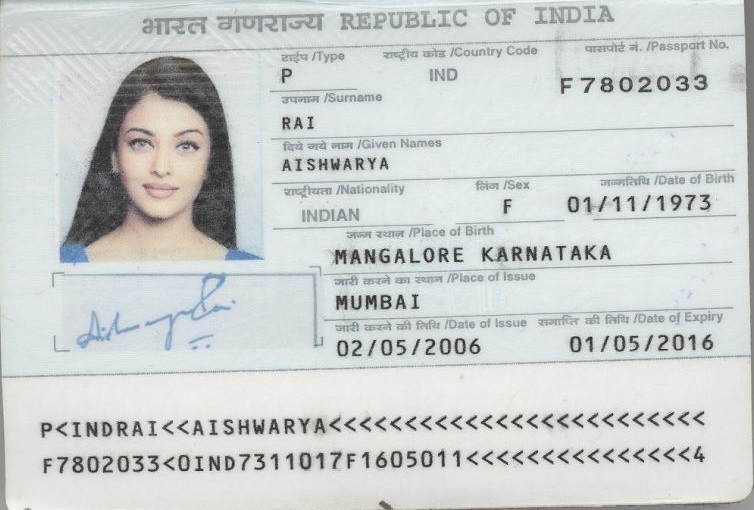 भारत गणराज्य REPUBLIC OF INDIA
टाईप /Type राष्ट्रीय कोड /Country Code पासपोर्ट नं. /Passport No.
P IND F7802033
उपनाम /Surname
RAI
दिये गये नाम /Given Names
AISHWARYA
राष्ट्रीयता /Nationality लिंग /Sex जन्मतिथि /Date of Birth
INDIAN F 01/11/1973
जन्म स्थान /Place of Birth
MANGALORE KARNATAKA
जारी करने का स्थान /Place of Issue
MUMBAI
जारी करने की तिथि /Date of Issue समाप्ति की तिथि /Date of Expiry
02/05/2006 01/05/2016
P<INDRAI<<AISHWARYA<<<<<<<<<<<<<<<<<<<<<<<<<
F7802033<0IND7311017F1605011<<<<<<<<<<<<<<<4